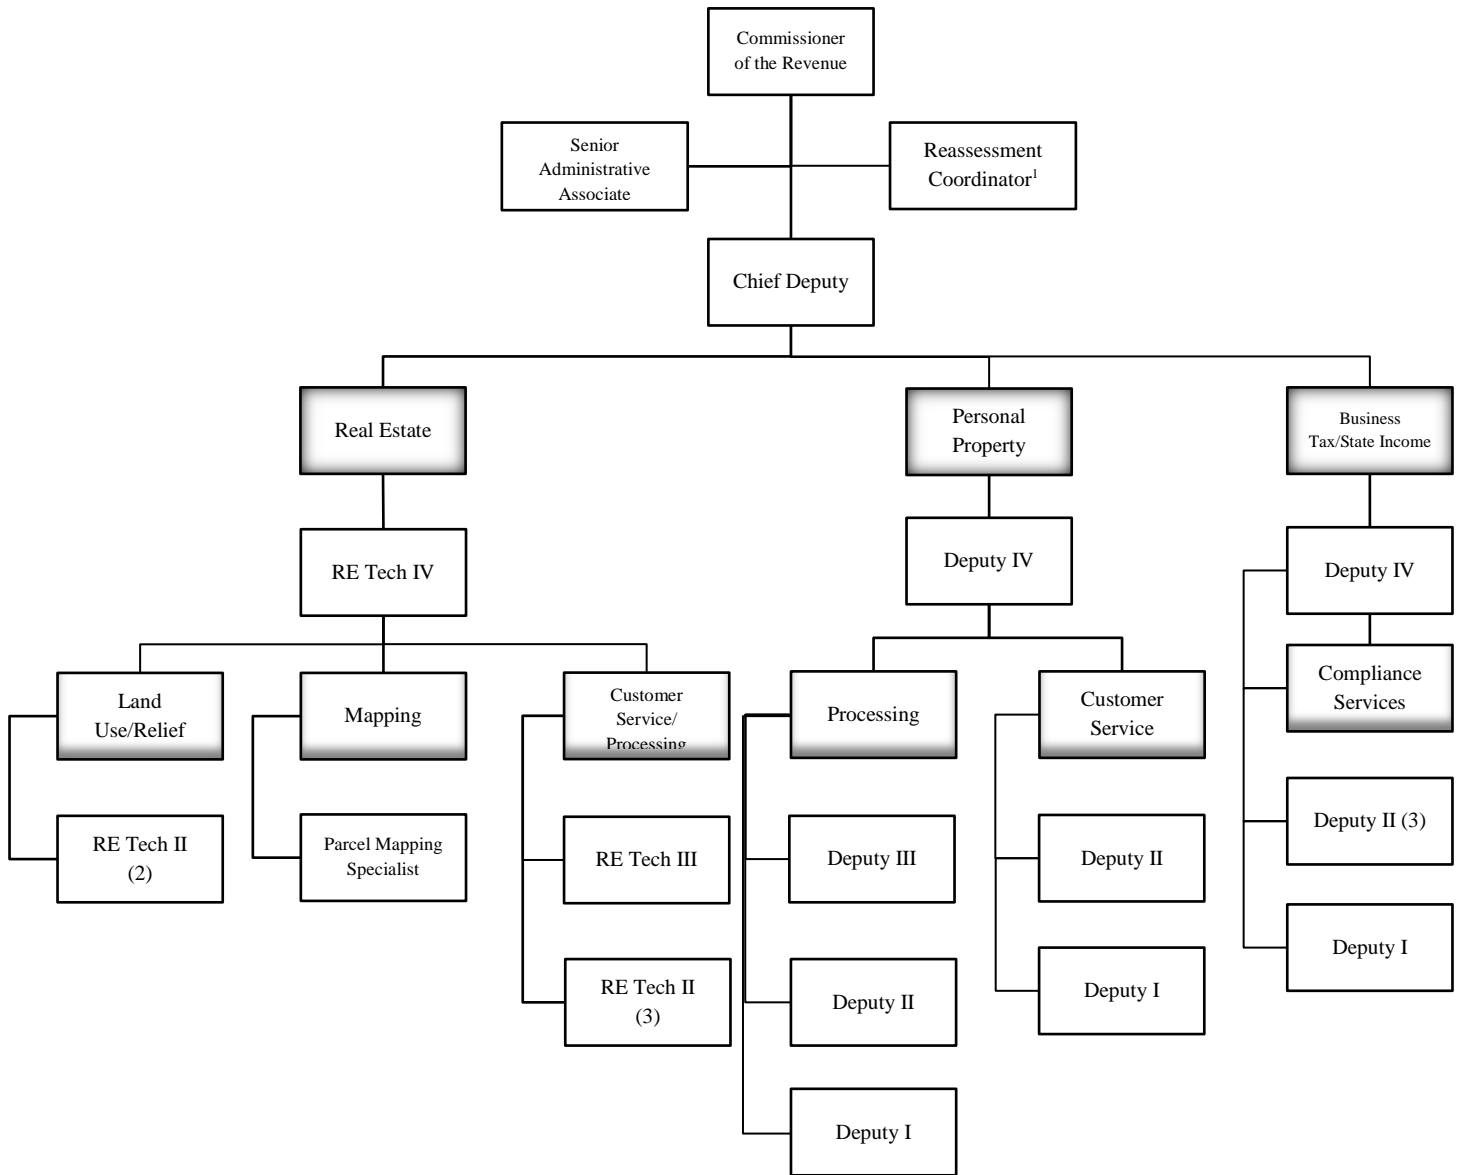 Commissioner
of the Revenue
Senior
Administrative
Associate
Reassessment
Coordinator¹
Chief Deputy
Real Estate
Personal
Property
Business
Tax/State Income
RE Tech IV
Deputy IV
Deputy IV
Land
Use/Relief
Mapping
Customer
Service/
Processing
Processing
Customer
Service
Compliance
Services
RE Tech II
(2)
Parcel Mapping
Specialist
RE Tech III
Deputy III
Deputy II
Deputy II (3)
RE Tech II
(3)
Deputy II
Deputy I
Deputy I
Deputy I